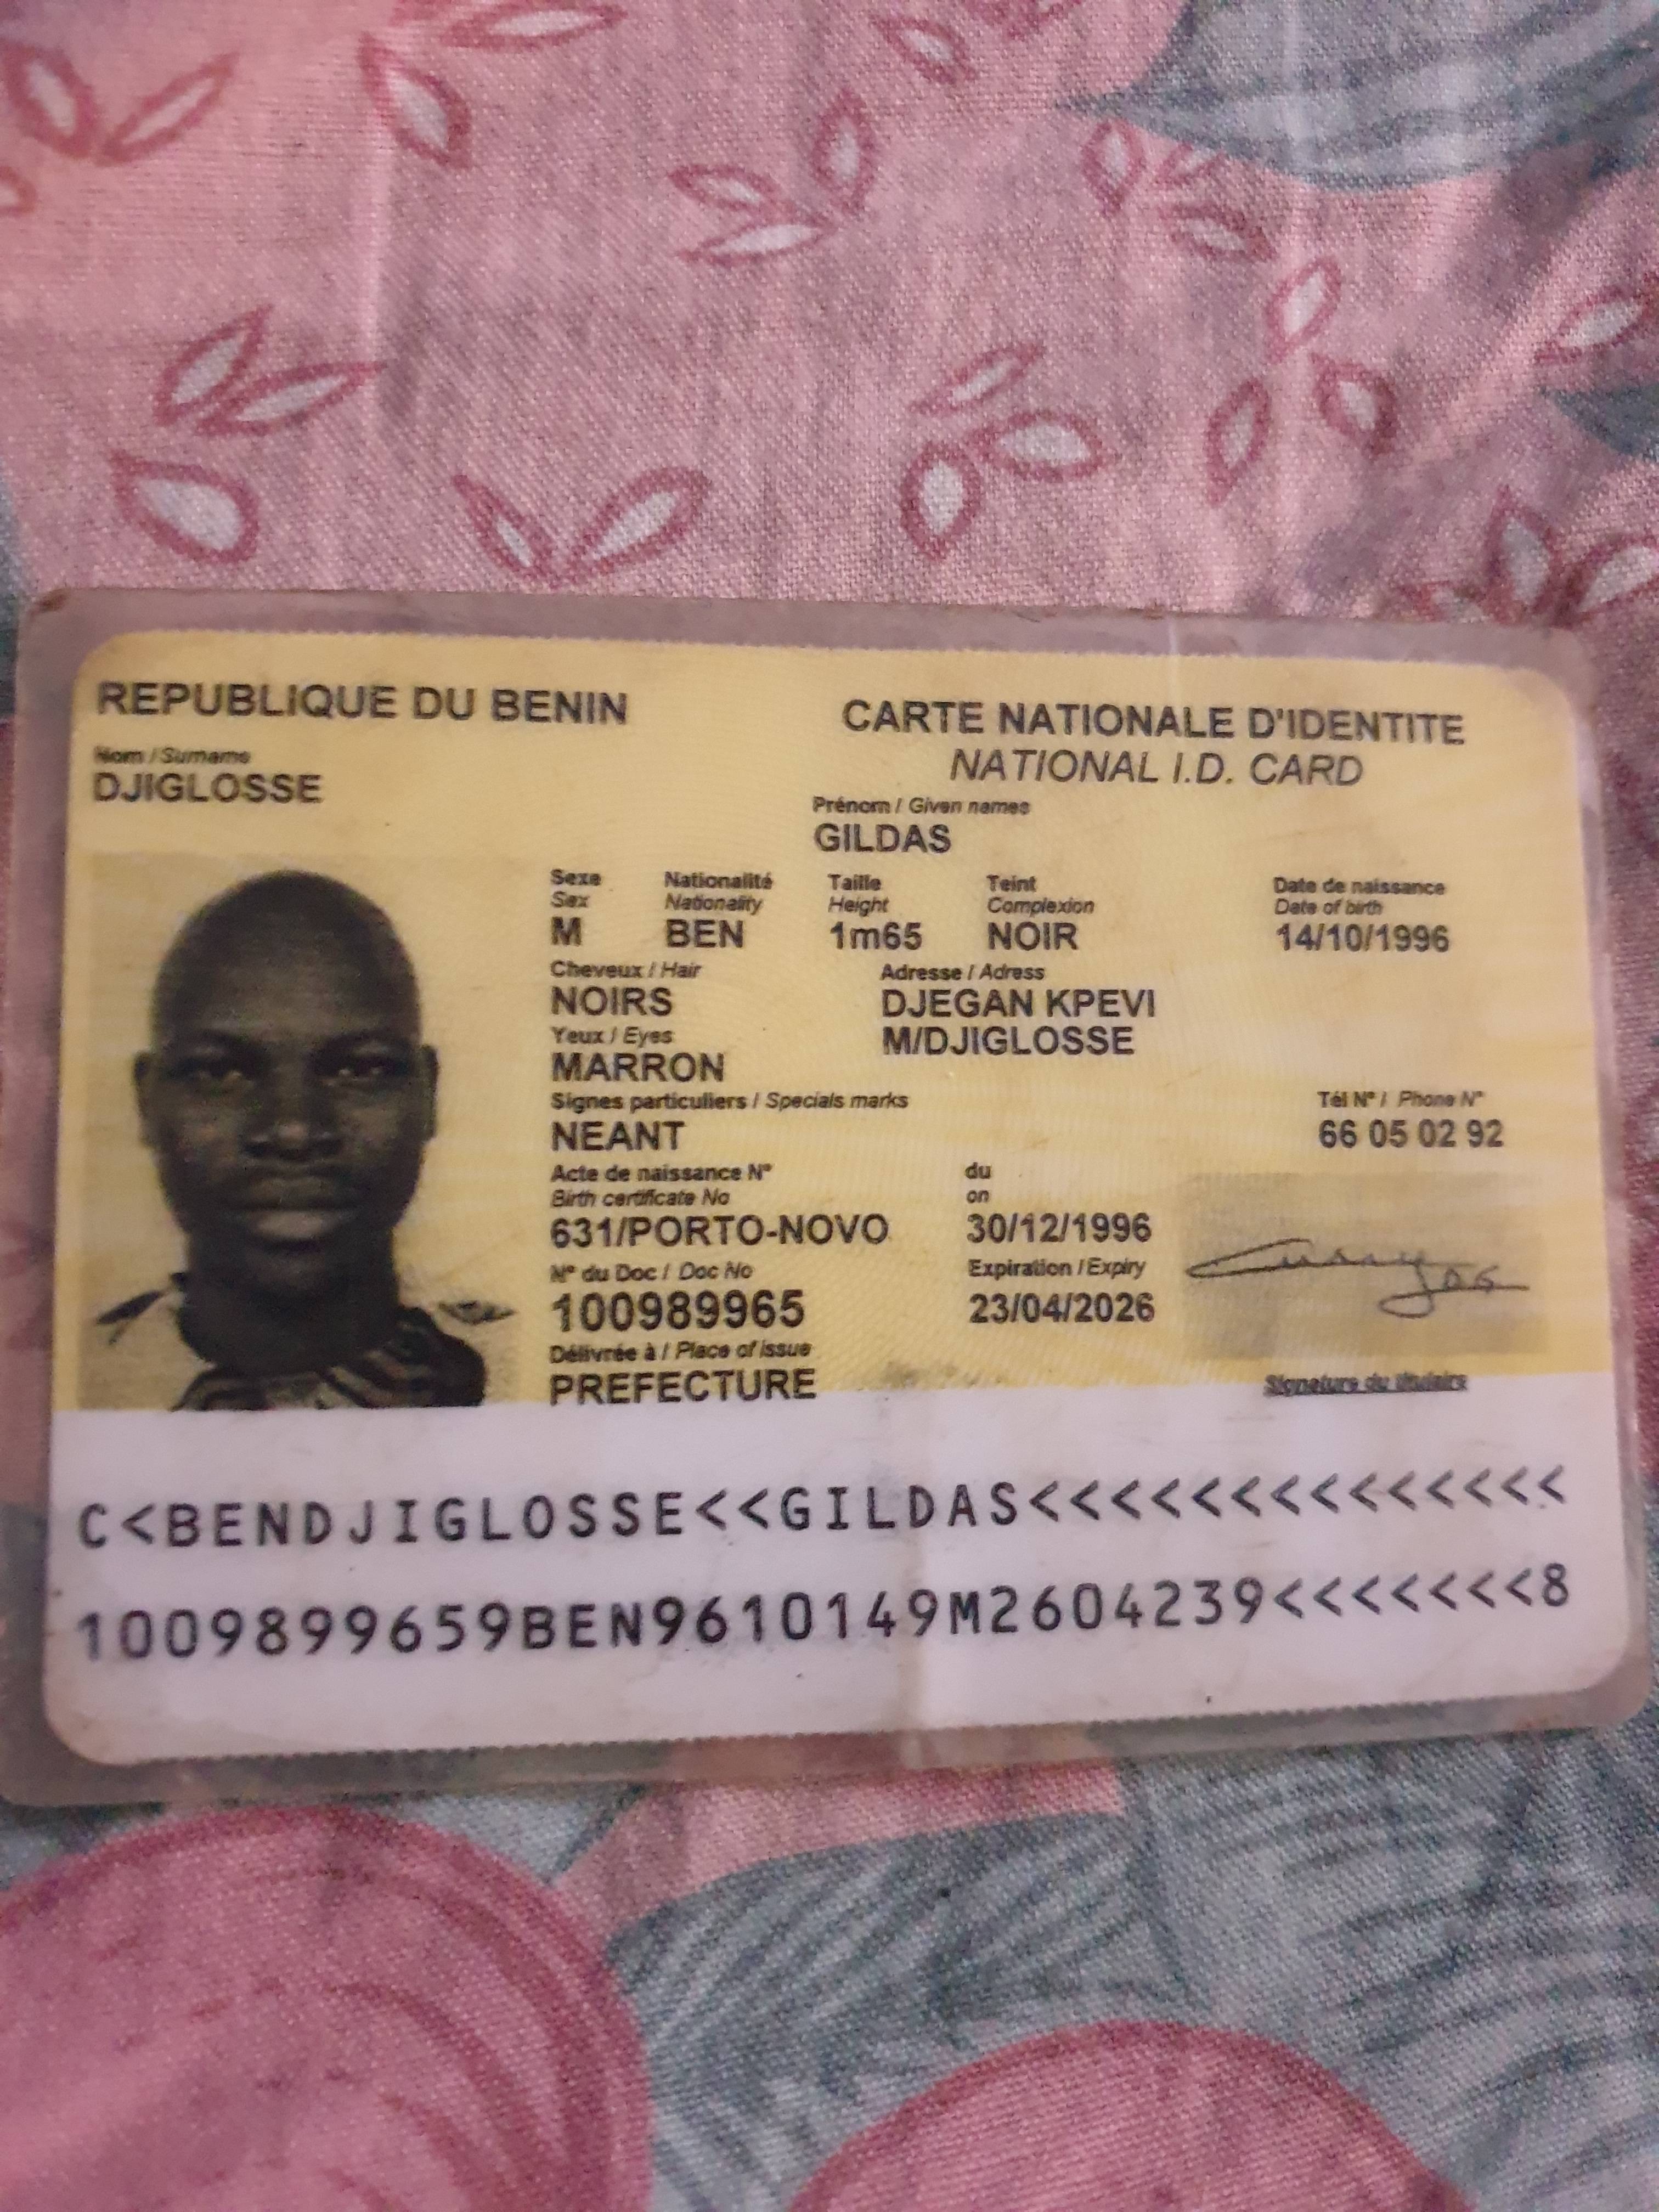 REPUBLIQUE DU BENIN
CARTE NATIONALE D'IDENTITE
NATIONAL I.D. CARD
Nom / Surname
DJIGLOSSE
Prénom / Given names
GILDAS
Sexe Nationalité Taille Teint Date de naissance
Sex Nationality Height Complexion Date of birth
M BEN 1m65 NOIR 14/10/1996
Cheveux / Hair Adresse / Adress
NOIRS DJEGAN KPEVI
Yeux / Eyes M/DJIGLOSSE
MARRON
Signes particuliers / Specials marks Tél N° / Phone N°
NEANT 66 05 02 92
Acte de naissance N° du
Birth certificate No on
631/PORTO-NOVO 30/12/1996
N° du Doc / Doc No Expiration / Expiry
100989965 23/04/2026
Délivrée à / Place of issue
PREFECTURE Signature du titulaire
C<BENDJIGLOSSE<<GILDAS<<<<<<<<<<<<<<
1009899659BEN9610149M2604239<<<<<<<8